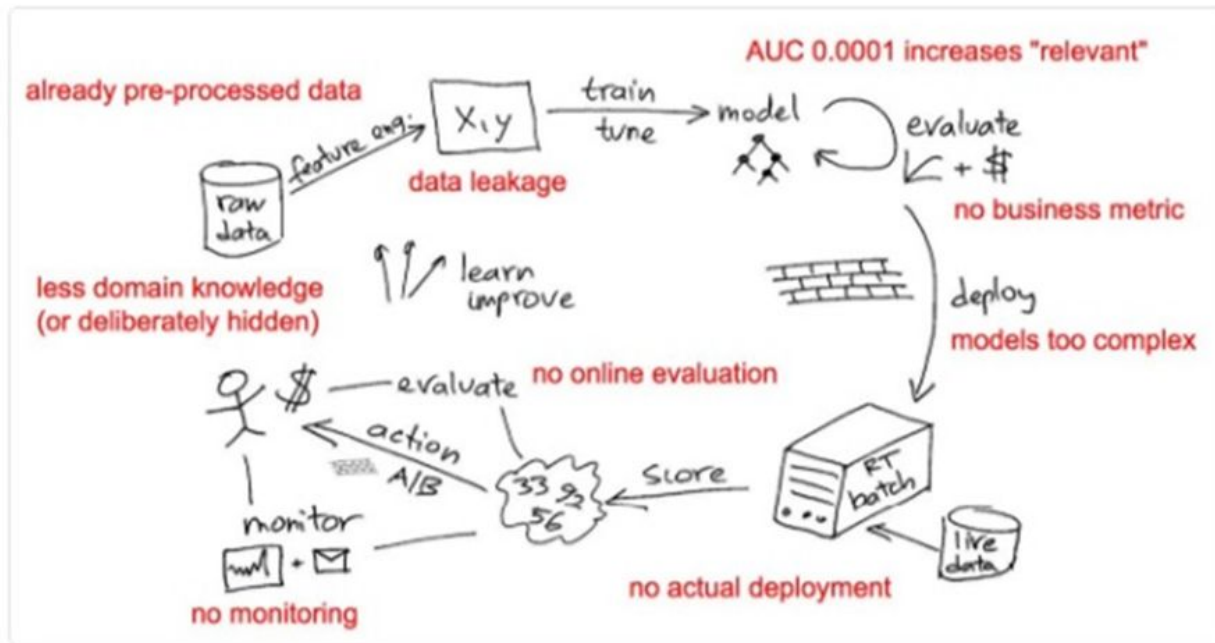 AUC 0.0001 increases "relevant"
already pre-processed data
feature eng.
X, y
train
tune
model
evaluate
+ $
data leakage
raw
data
no business metric
less domain knowledge
(or deliberately hidden)
learn
improve
deploy
models too complex
$
evaluate
no online evaluation
action
A/B
33 92
56
score
RT
batch
live
data
monitor
+
no monitoring
no actual deployment